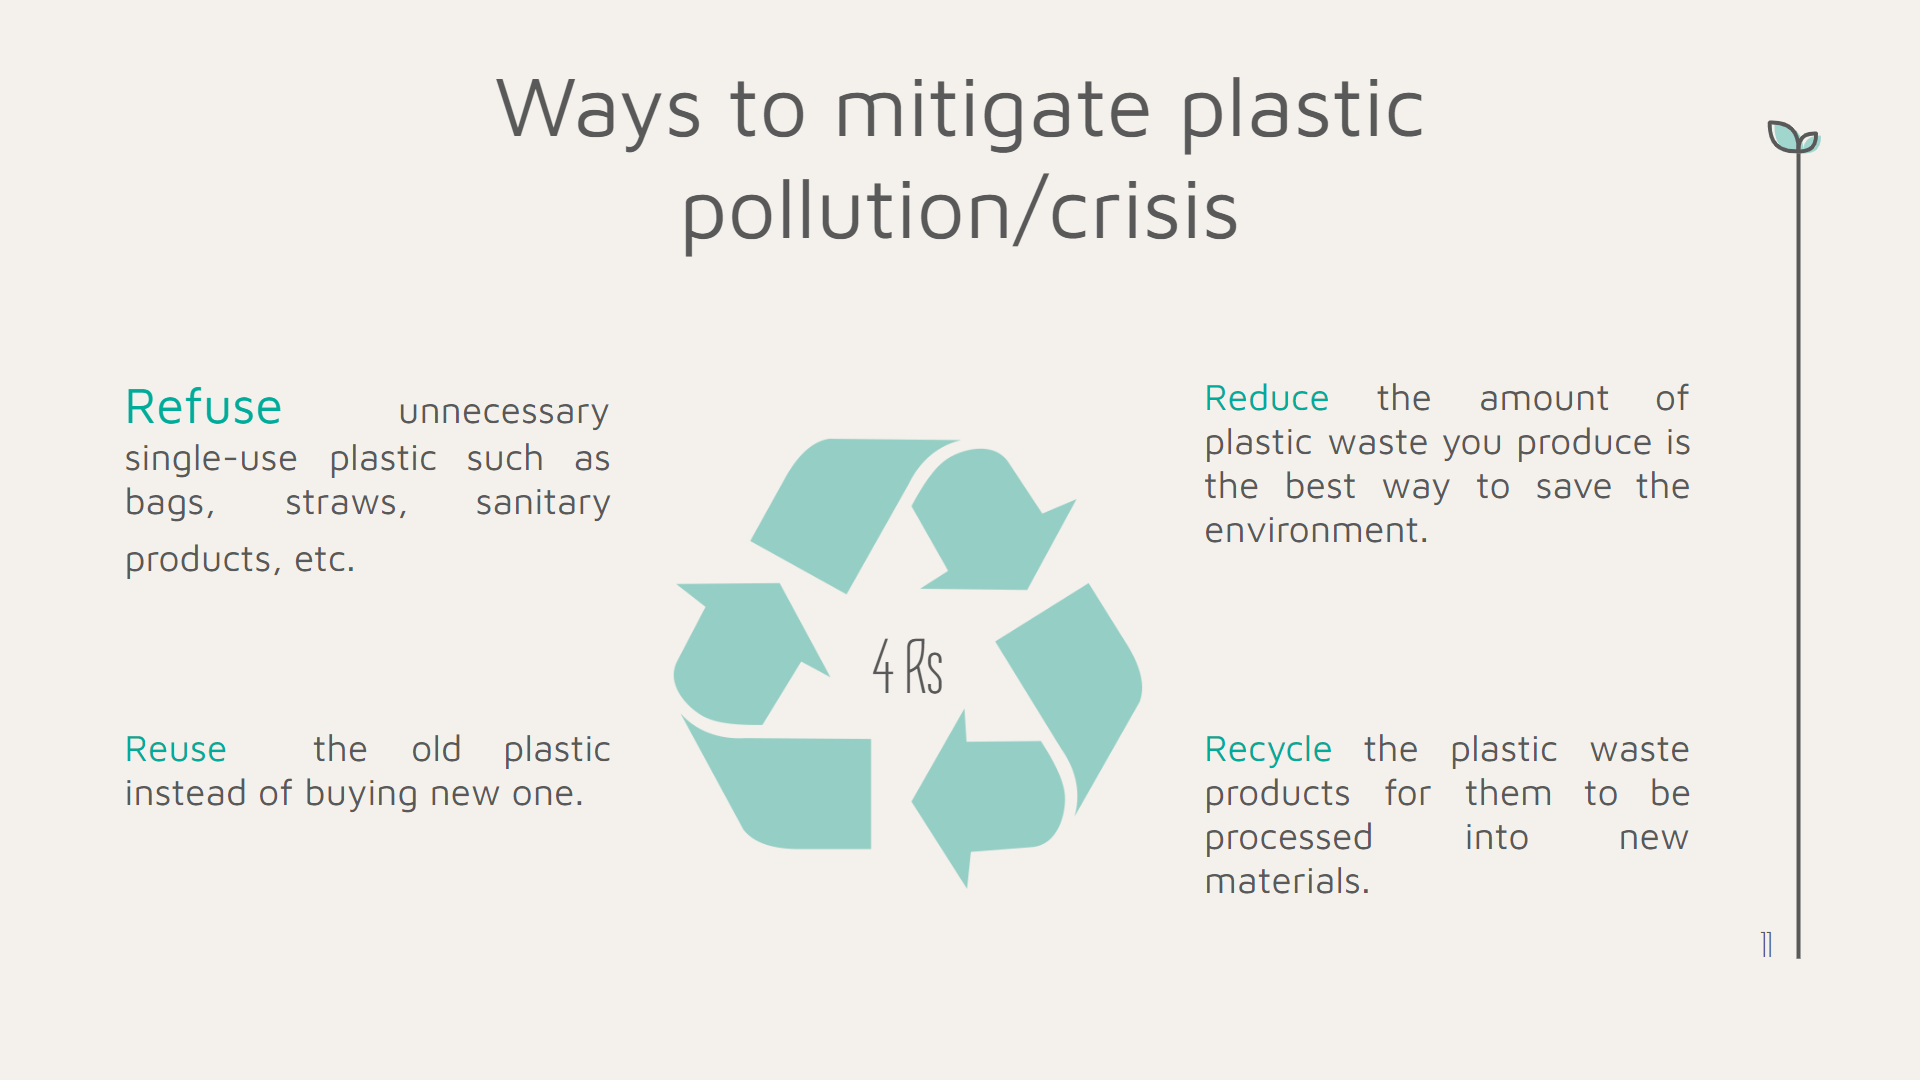 Ways to mitigate plastic
pollution/crisis
Refuse unnecessary
single-use plastic such as
bags, straws, sanitary
products, etc.
Reduce the amount of
plastic waste you produce is
the best way to save the
environment.
4 Rs
Reuse the old plastic
instead of buying new one.
Recycle the plastic waste
products for them to be
processed into new
materials.
11